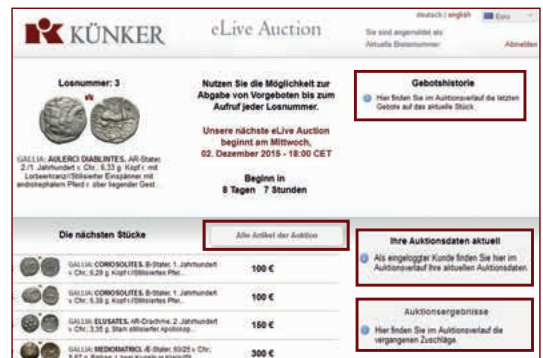 deutsch | english
Euro
KÜNKER
eLive Auction
Sie sind angemeldet als:
Aktuelle Bieternummer:
Abmelden
Losnummer: 3
GALLIA: AULERCI DIABLINTES. AR-Stater,
2./1. Jahrhundert v. Chr.; 6,33 g. Kopf r. mit
Lorbeerkranz//Stilisierter Einspänner mit
androkephalem Pferd r. über liegender Gest...
Nutzen Sie die Möglichkeit zur
Abgabe von Vorgeboten bis zum
Aufruf jeder Losnummer.
Unsere nächste eLive Auction
beginnt am Mittwoch,
02. Dezember 2015 - 18:00 CET
Beginn in
8 Tagen 7 Stunden
Gebotshistorie
Hier finden Sie im Auktionsverlauf die letzten
Gebote auf das aktuelle Stück.
Die nächsten Stücke
Alle Artikel der Auktion
GALLIA: CORIOSOLITES. B-Stater, 1. Jahrhundert
v. Chr.; 6,29 g. Kopf r.//Stilisiertes Pfer...
100 €
GALLIA: CORIOSOLITES. B-Stater, 1. Jahrhundert
v. Chr.; 6,38 g. Kopf r.//Stilisiertes Pfer...
100 €
GALLIA: ELUSATES. AR-Drachme, 2. Jahrhundert
v. Chr.; 3,35 g. Stark stilisierter Apollokop...
150 €
GALLIA: MEDIOMATRICI. Æ-Stater, 60/25 v. Chr.;
300 €
Ihre Auktionsdaten aktuell
Als eingeloggter Kunde finden Sie hier im
Auktionsverlauf Ihre aktuellen Auktionsdaten.
Auktionsergebnisse
Hier finden Sie im Auktionsverlauf die
vergangenen Zuschläge.